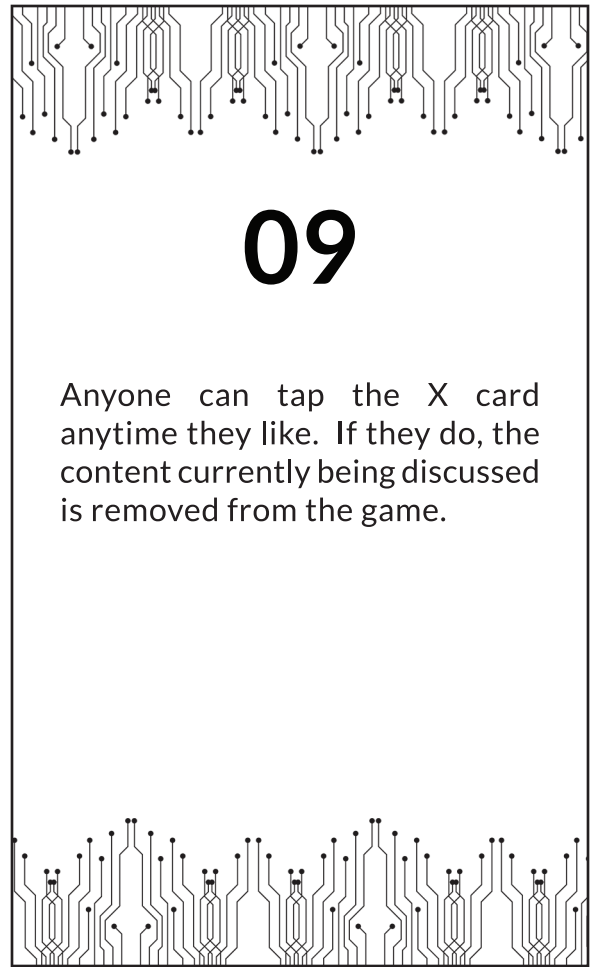 09
Anyone can tap the X card
anytime they like.  If they do, the
content currently being discussed
is removed from the game.